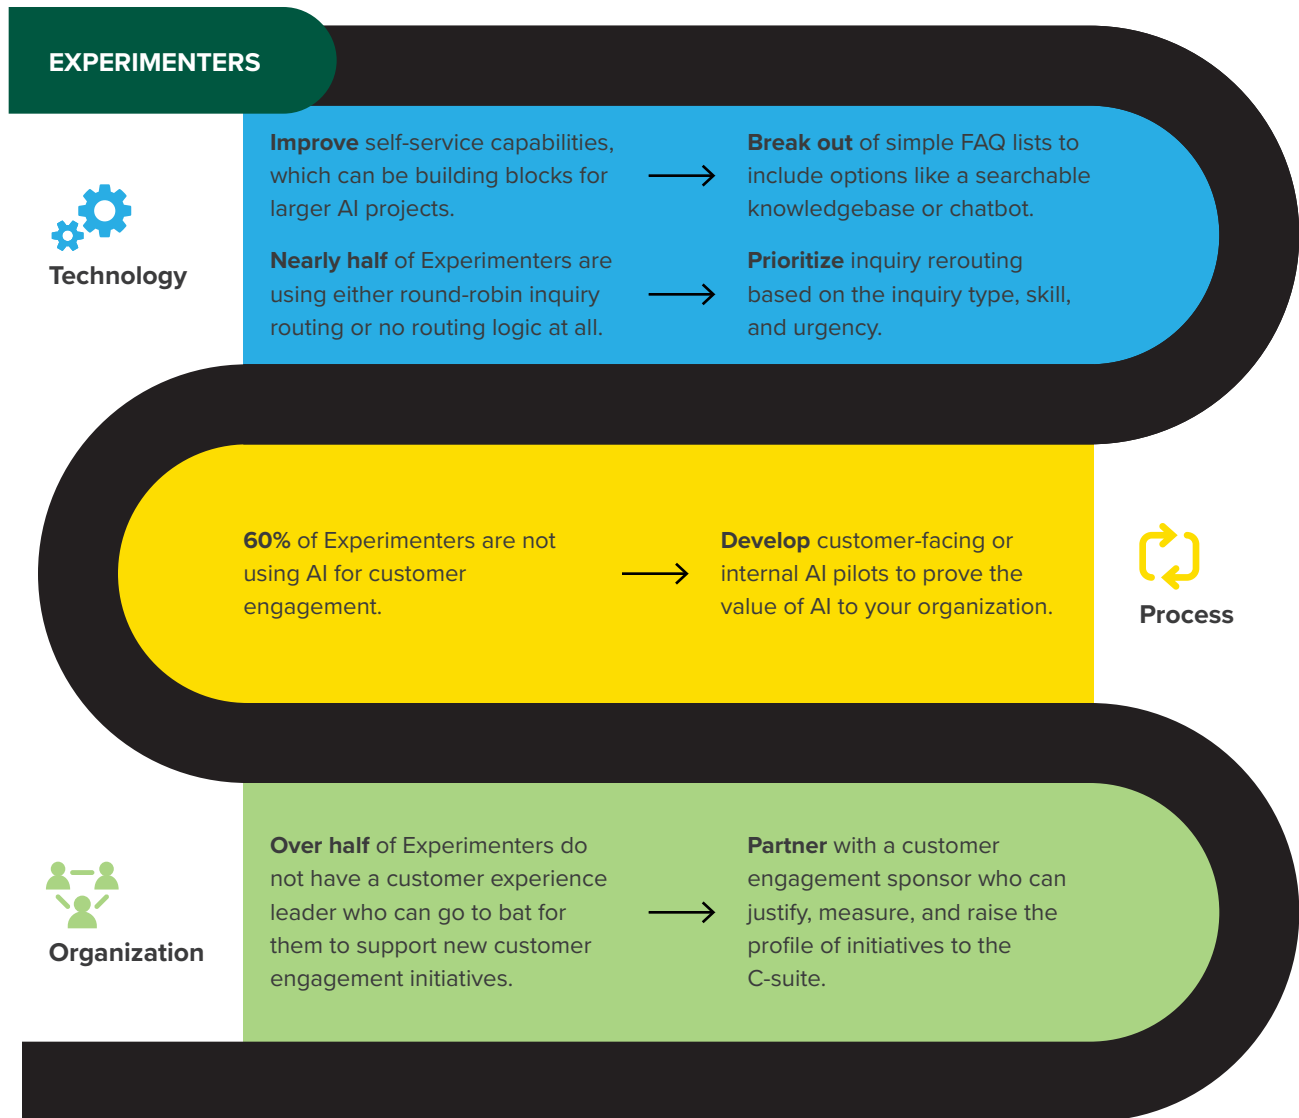 EXPERIMENTERS
Technology
Improve self-service capabilities,
which can be building blocks for
larger AI projects.
Break out of simple FAQ lists to
include options like a searchable
knowledgebase or chatbot.
Nearly half of Experimenters are
using either round-robin inquiry
routing or no routing logic at all.
Prioritize inquiry rerouting
based on the inquiry type, skill,
and urgency.
60% of Experimenters are not
using AI for customer
engagement.
Develop customer-facing or
internal AI pilots to prove the
value of AI to your organization.
Process
Organization
Over half of Experimenters do
not have a customer experience
leader who can go to bat for
them to support new customer
engagement initiatives.
Partner with a customer
engagement sponsor who can
justify, measure, and raise the
profile of initiatives to the
C-suite.